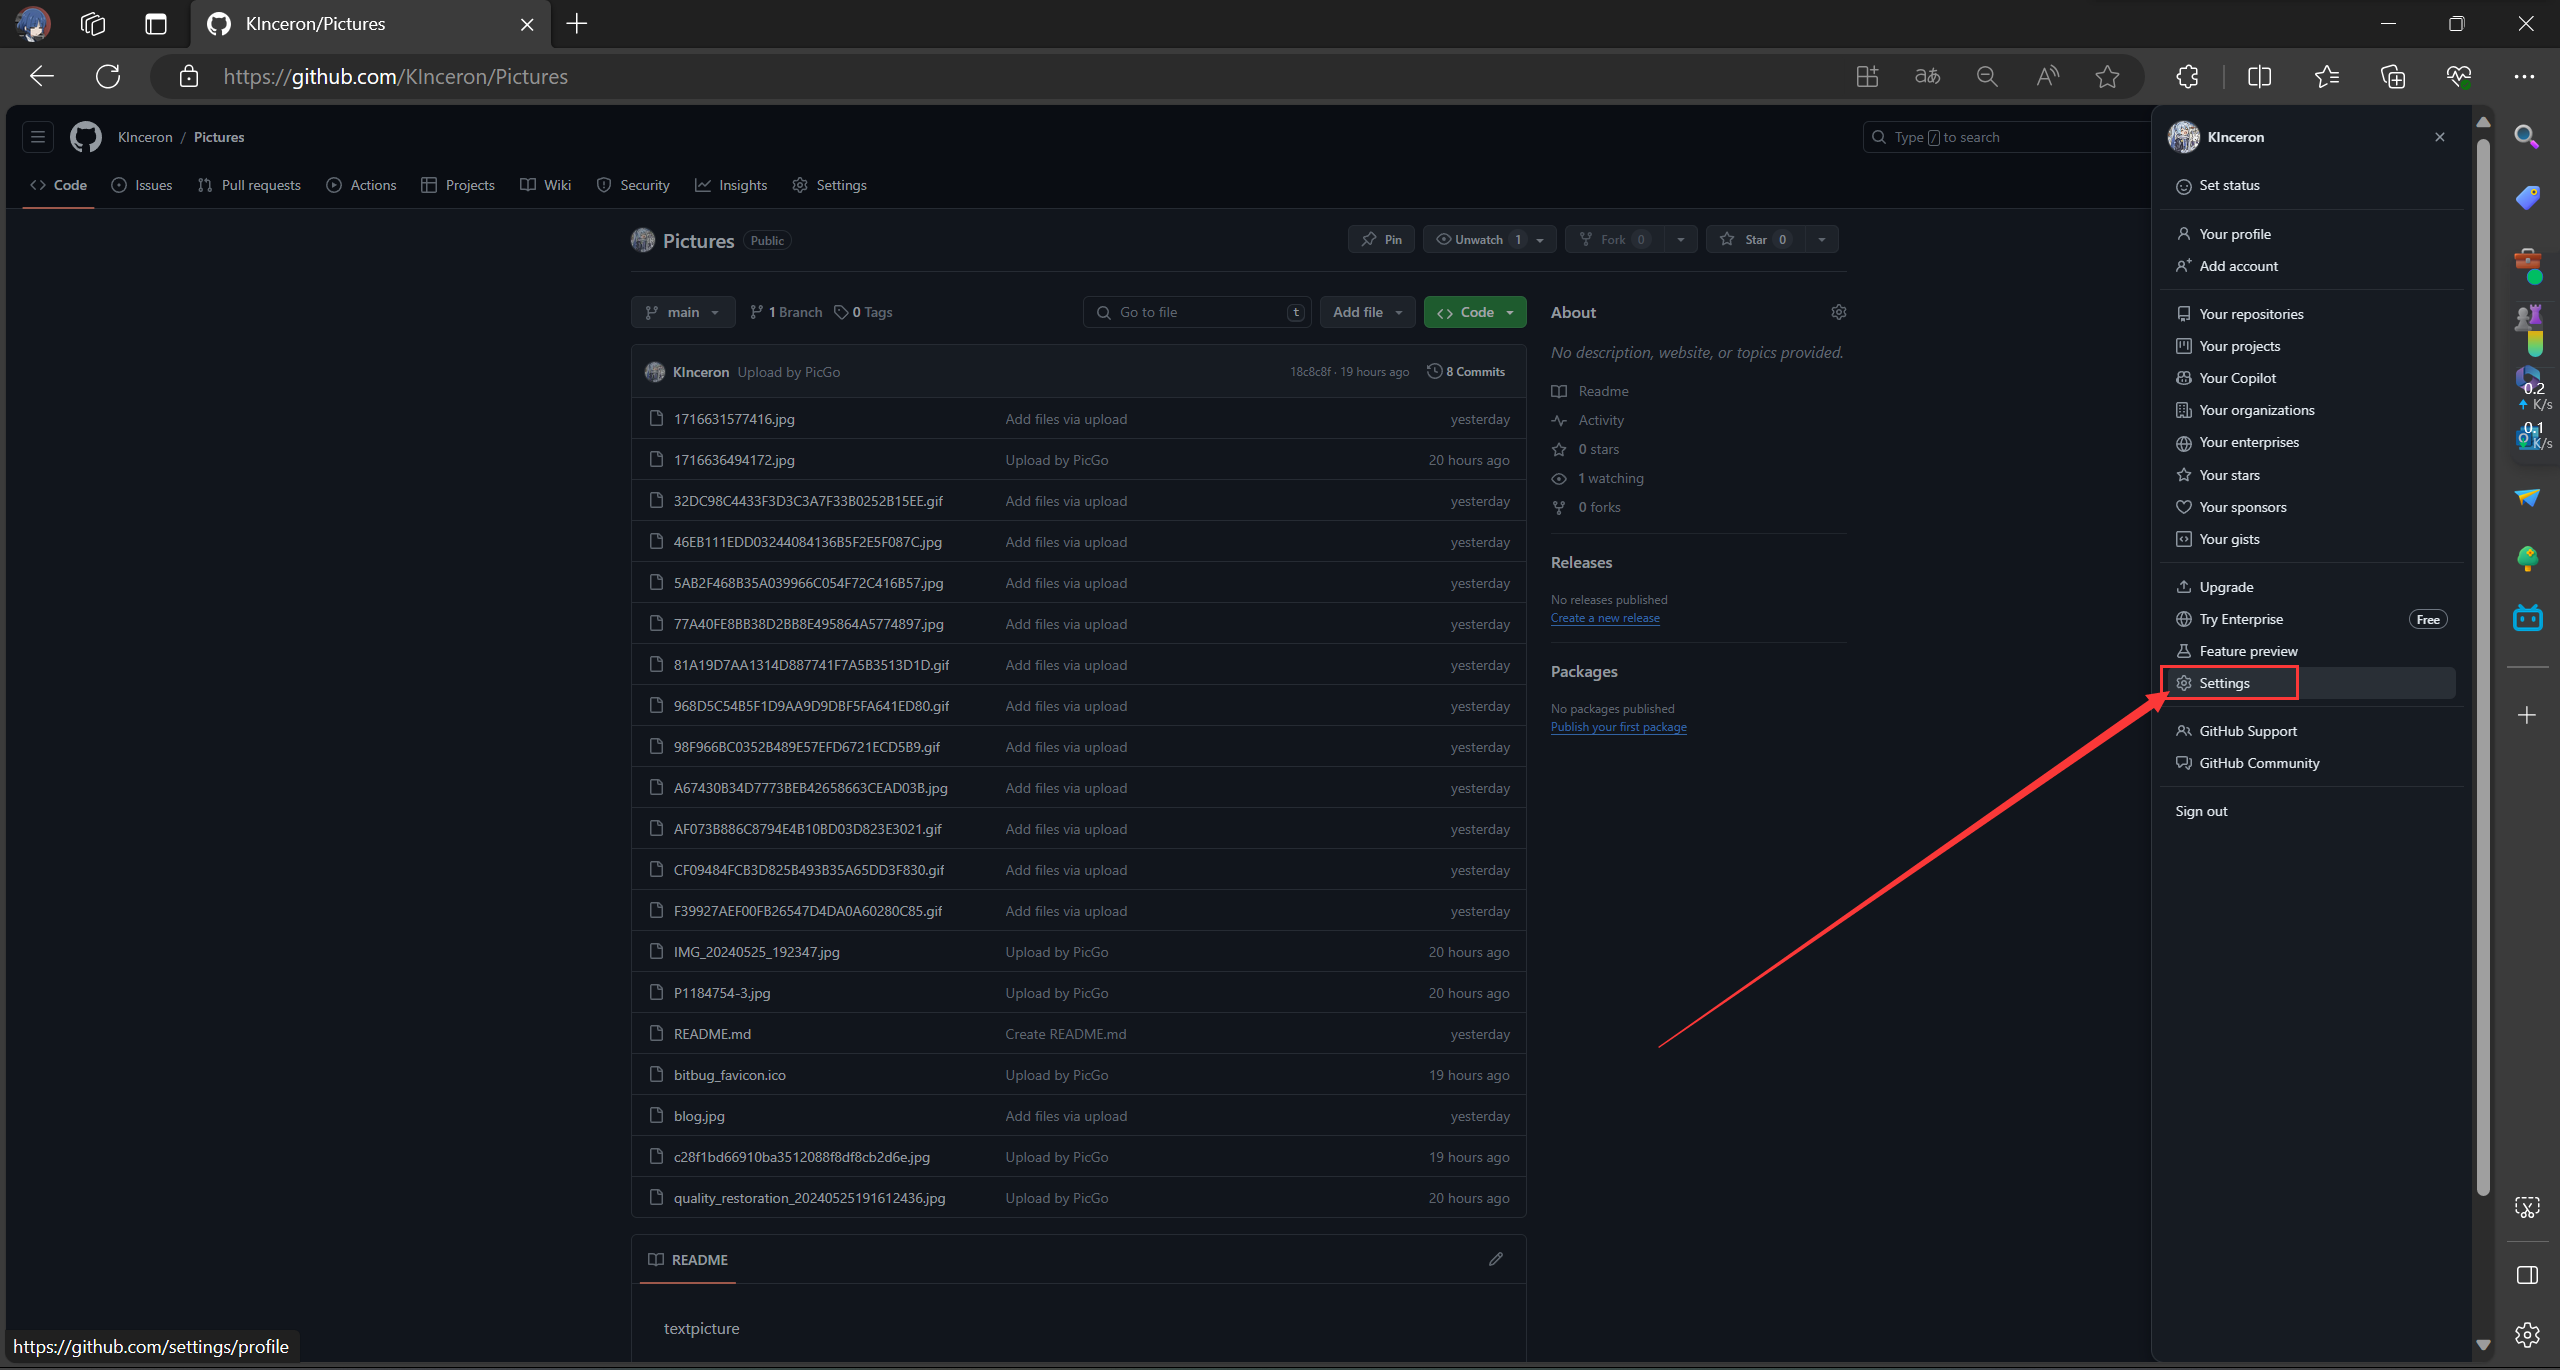 KInceron/Pictures
https://github.com/KInceron/Pictures
KInceron / Pictures
Type / to search
Code Issues Pull requests Actions Projects Wiki Security Insights Settings
Pictures Public
Pin Unwatch 1 Fork 0 Star 0
main 1 Branch 0 Tags Go to file t Add file Code
KInceron Upload by PicGo 18c8c8f · 19 hours ago 8 Commits
1716631577416.jpg Add files via upload yesterday
1716636494172.jpg Upload by PicGo 20 hours ago
32DC98C4433F3D3C3A7F33B0252B15EE.gif Add files via upload yesterday
46EB111EDD03244084136B5F2E5F087C.jpg Add files via upload yesterday
5AB2F468B35A039966C054F72C416B57.jpg Add files via upload yesterday
77A40FE8BB38D2BB8E495864A5774897.jpg Add files via upload yesterday
81A19D7AA1314D887741F7A5B3513D1D.gif Add files via upload yesterday
968D5C54B5F1D9AA9D9DBF5FA641ED80.gif Add files via upload yesterday
98F966BC0352B489E57EFD6721ECD5B9.gif Add files via upload yesterday
A67430B34D7773BEB42658663CEAD03B.jpg Add files via upload yesterday
AF073B886C8794E4B10BD03D823E3021.gif Add files via upload yesterday
CF09484FCB3D825B493B35A65DD3F830.gif Add files via upload yesterday
F39927AEF00FB26547D4DA0A60280C85.gif Add files via upload yesterday
IMG_20240525_192347.jpg Upload by PicGo 20 hours ago
P1184754-3.jpg Upload by PicGo 20 hours ago
README.md Create README.md yesterday
bitbug_favicon.ico Upload by PicGo 19 hours ago
blog.jpg Add files via upload yesterday
c28f1bd66910ba3512088f8df8cb2d6e.jpg Upload by PicGo 19 hours ago
quality_restoration_20240525191612436.jpg Upload by PicGo 20 hours ago
README
textpicture
About
No description, website, or topics provided.
Readme
Activity
0 stars
1 watching
0 forks
Releases
No releases published
Create a new release
Packages
No packages published
Publish your first package
KInceron
Set status
Your profile
Add account
Your repositories
Your projects
Your Copilot
Your organizations
Your enterprises
Your stars
Your sponsors
Your gists
Upgrade
Try Enterprise Free
Feature preview
Settings
GitHub Support
GitHub Community
Sign out
0.2
K/s
0.1
K/s
https://github.com/settings/profile